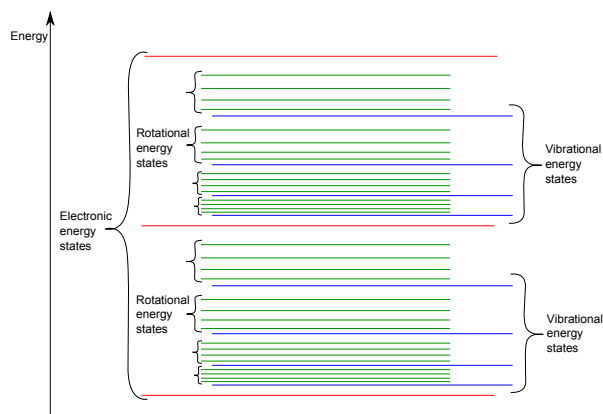 Energy
Rotational
energy
states
Vibrational
energy
states
Electronic
energy
states
Rotational
energy
states
Vibrational
energy
states